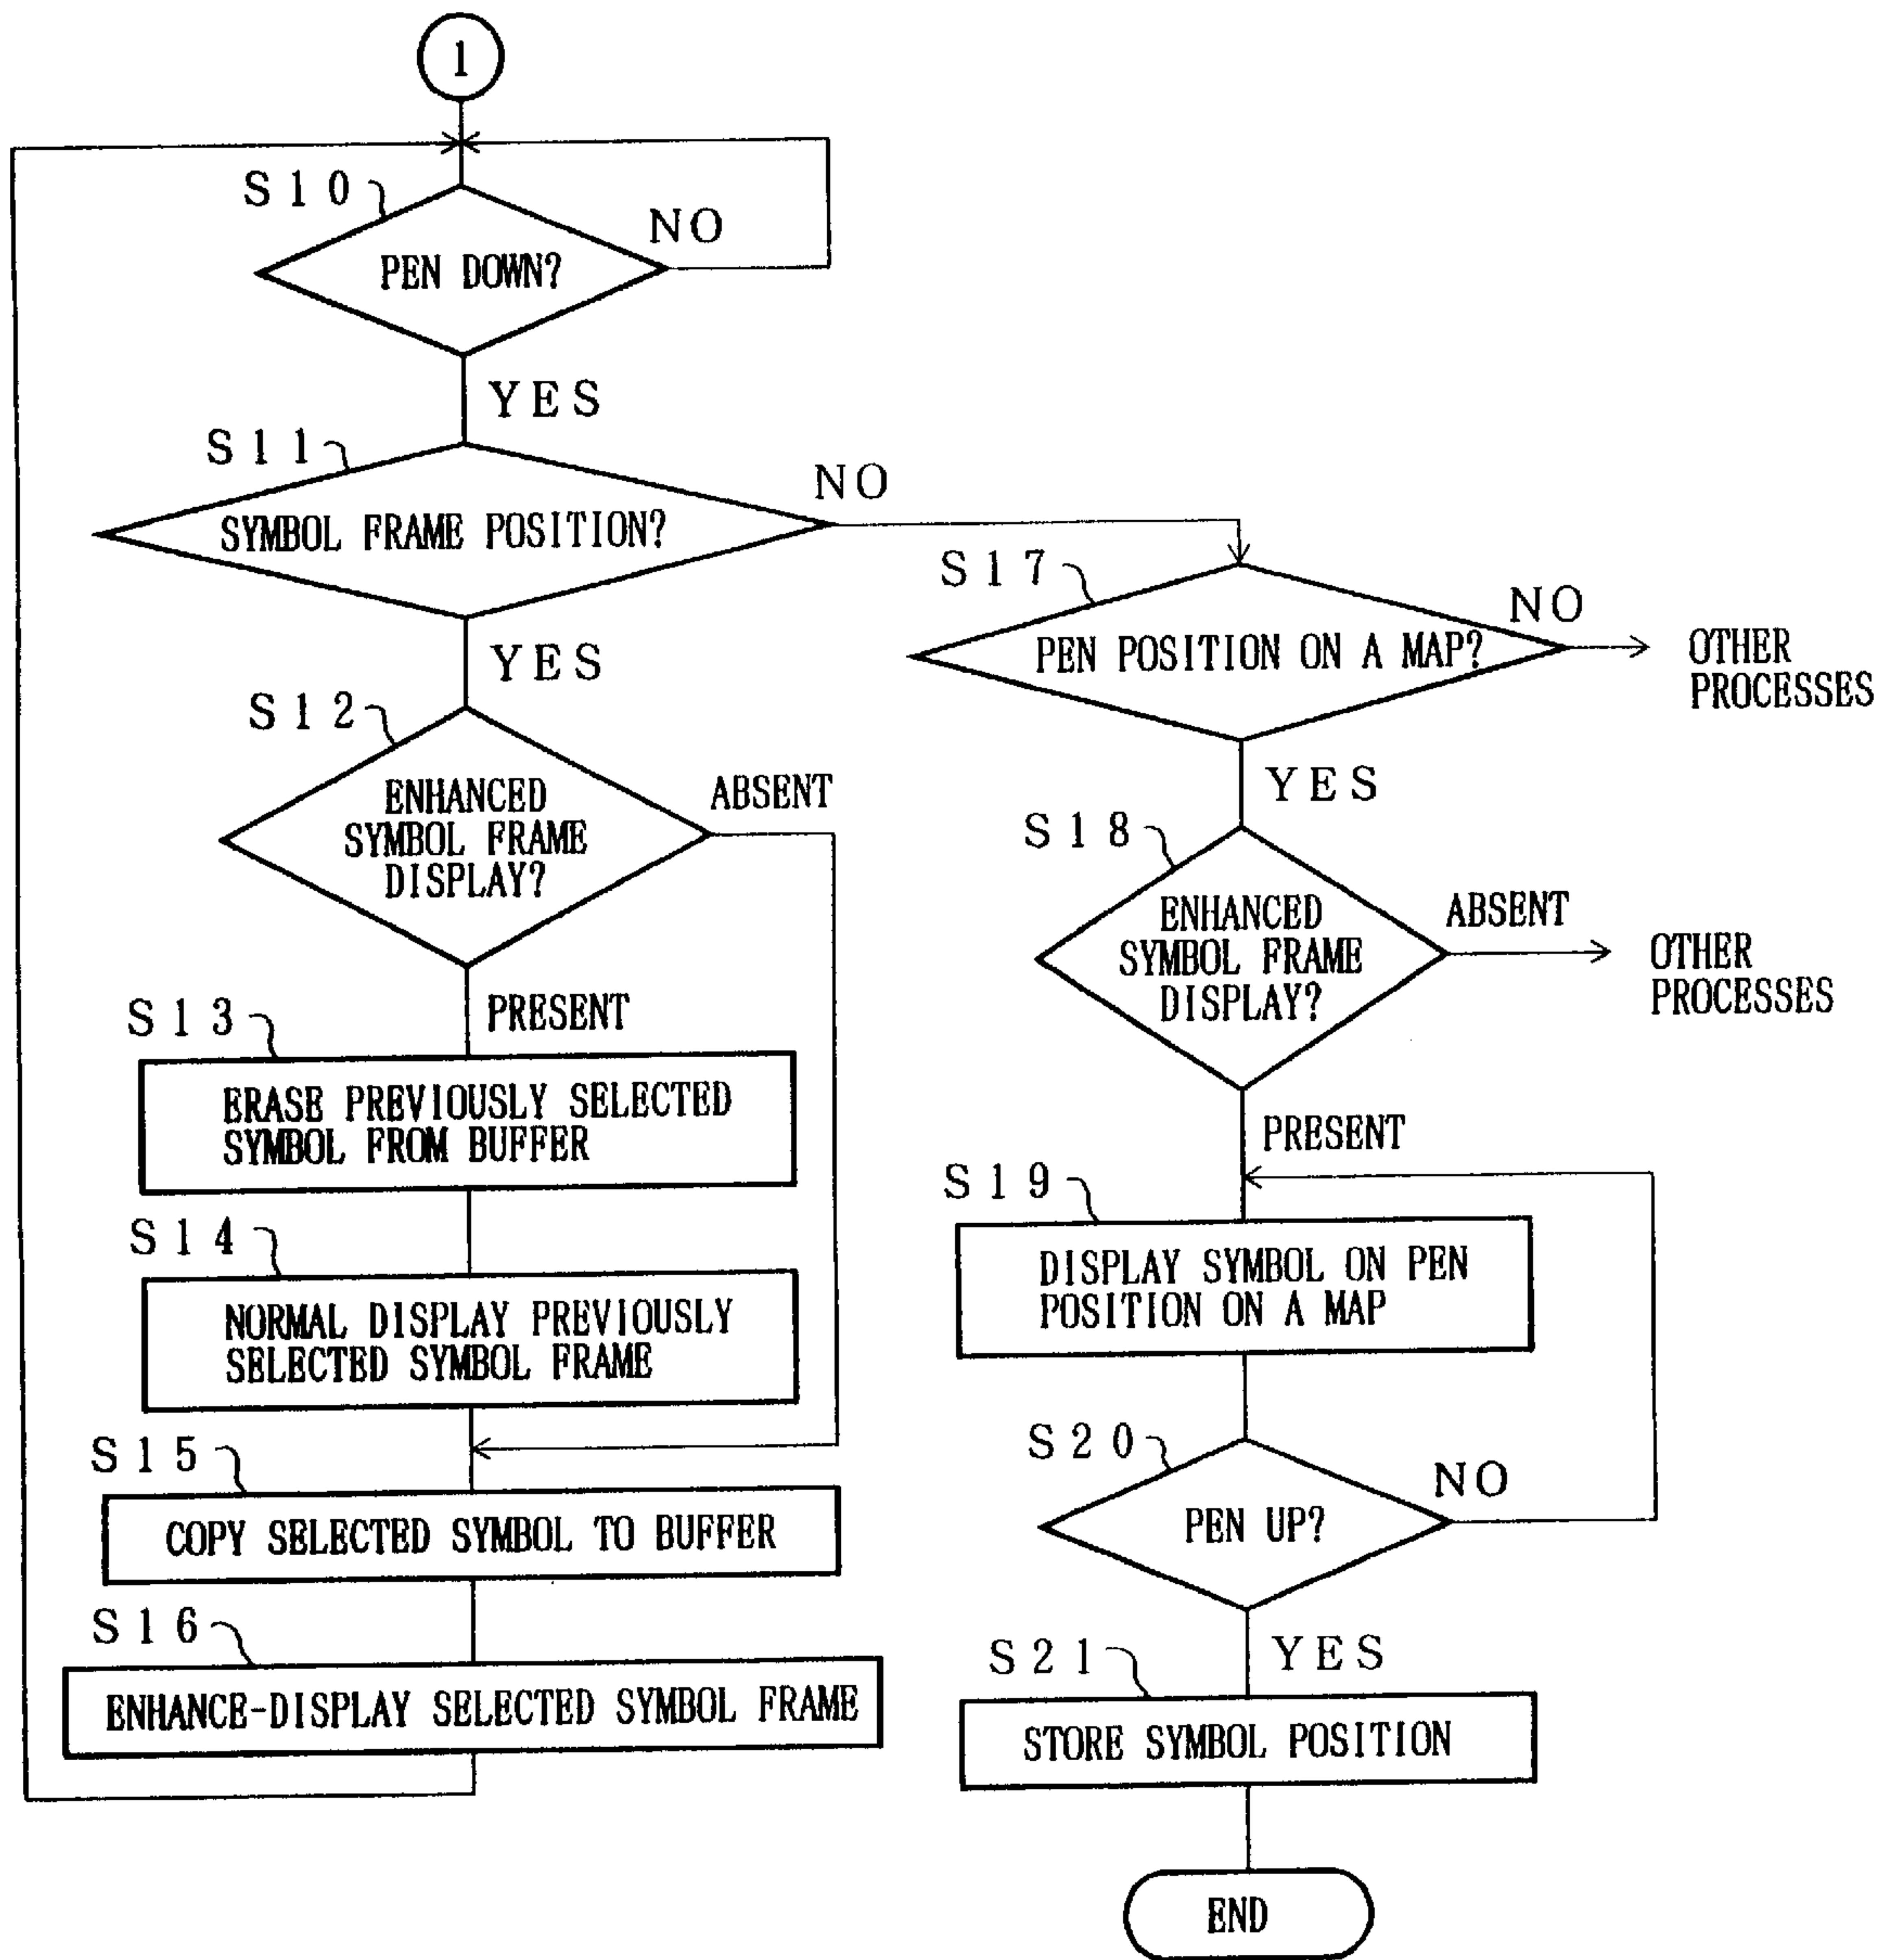 1
S10
NO
PEN DOWN?
YES
S11
NO
SYMBOL FRAME POSITION?
YES
S12
ENHANCED
SYMBOL FRAME
DISPLAY?
ABSENT
PRESENT
S13
ERASE PREVIOUSLY SELECTED
SYMBOL FROM BUFFER
S14
NORMAL DISPLAY PREVIOUSLY
SELECTED SYMBOL FRAME
S15
COPY SELECTED SYMBOL TO BUFFER
S16
ENHANCE-DISPLAY SELECTED SYMBOL FRAME
S17
NO
PEN POSITION ON A MAP?
OTHER
PROCESSES
YES
S18
ENHANCED
SYMBOL FRAME
DISPLAY?
ABSENT
OTHER
PROCESSES
PRESENT
S19
DISPLAY SYMBOL ON PEN
POSITION ON A MAP
S20
NO
PEN UP?
YES
S21
STORE SYMBOL POSITION
END